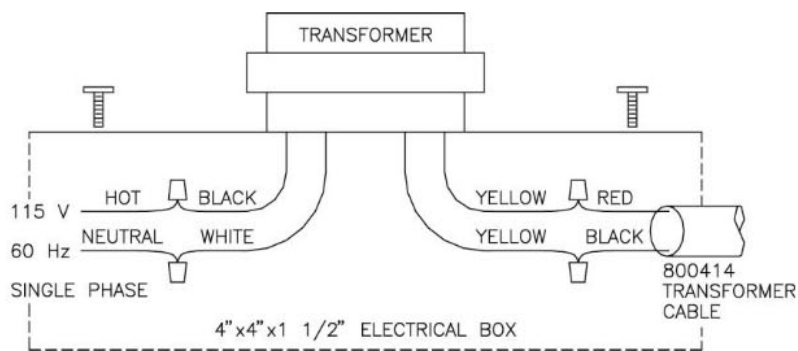 TRANSFORMER
HOT BLACK YELLOW RED
115 V
NEUTRAL WHITE YELLOW BLACK
60 Hz
SINGLE PHASE
800414
TRANSFORMER
CABLE
4"x4"x1 1/2" ELECTRICAL BOX